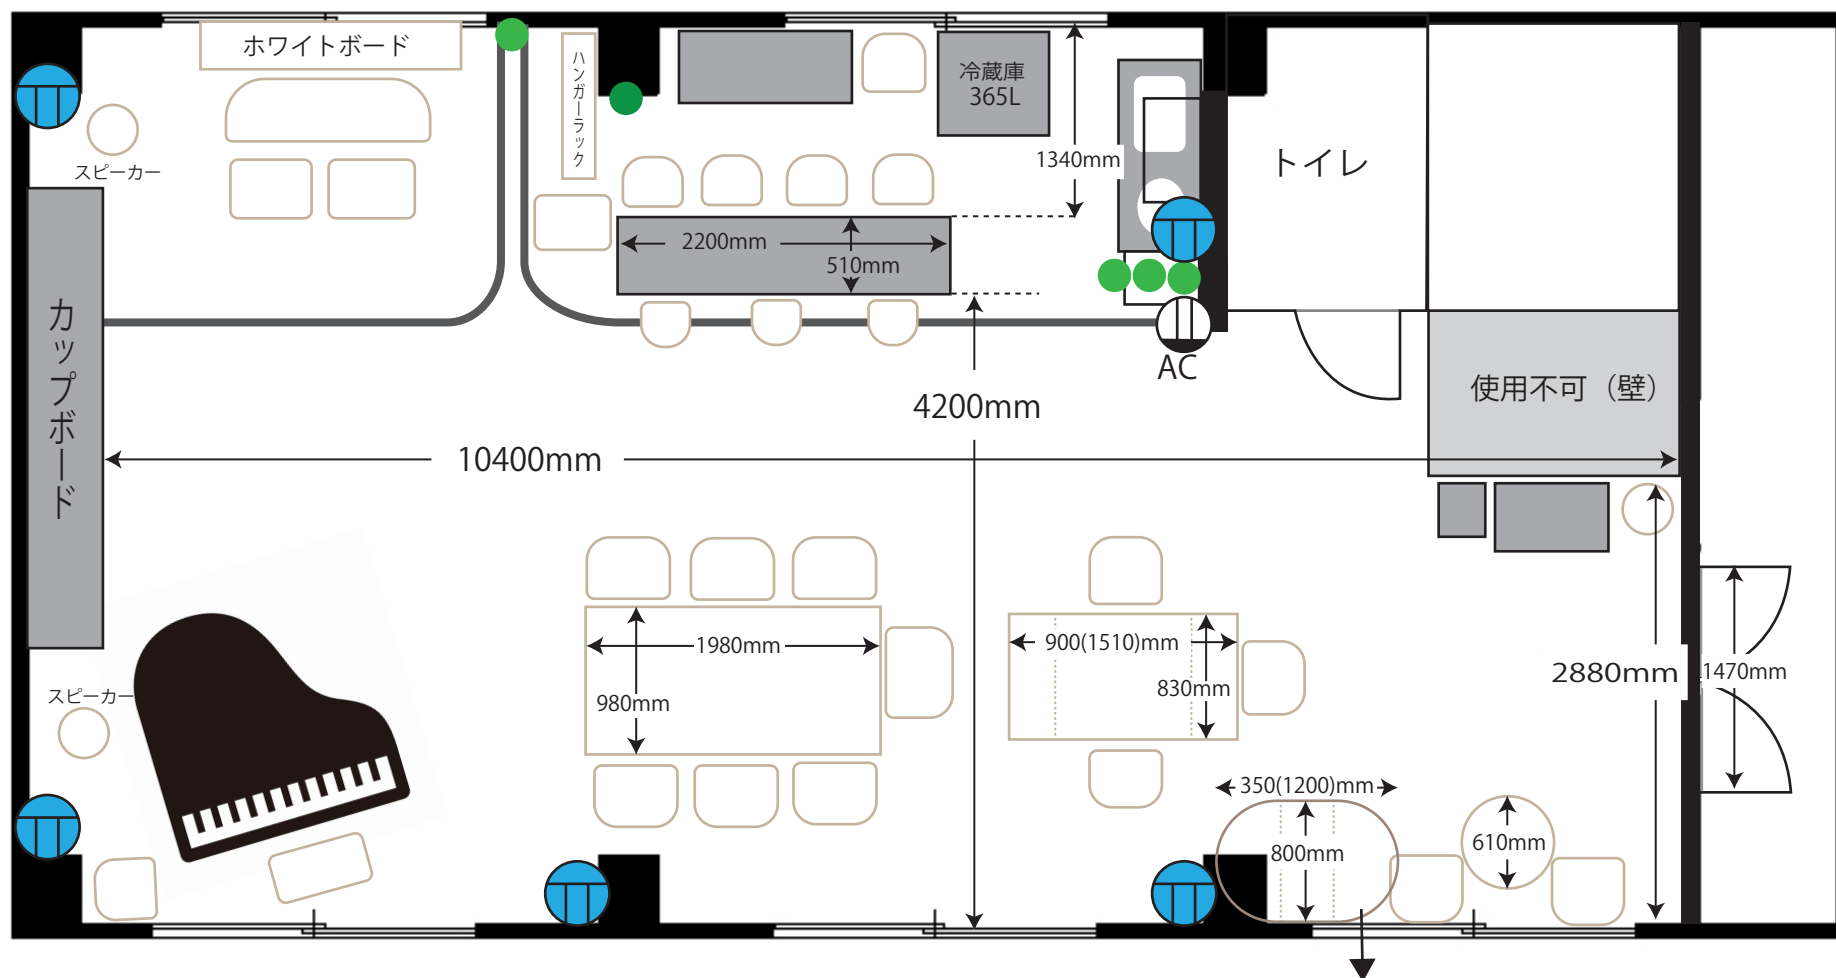 ホワイトボード
ハンガーラック
冷蔵庫
365L
1340mm
トイレ
スピーカー
2200mm
510mm
カップボード
AC
使用不可（壁）
4200mm
10400mm
1980mm
900(1510)mm
2880mm
1470mm
980mm
830mm
スピーカー
350(1200)mm
610mm
800mm